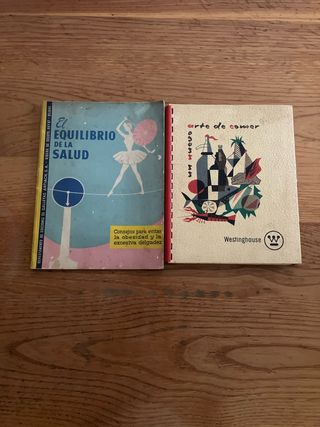 El
EQUILIBRIO
DE LA
SALUD
Consejos para evitar
la obesidad y la
excesiva delgadez
un nuevo arte de comer
Westinghouse
W